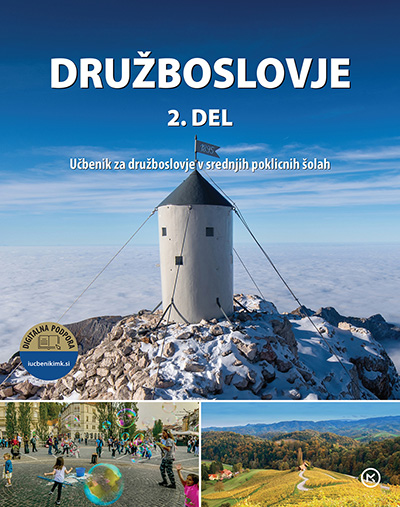 DRUŽBOSLOVJE
2. DEL
Učbenik za družboslovje v srednjih poklicnih šolah
DIGITALNA PODPORA
iucbenikimk.si